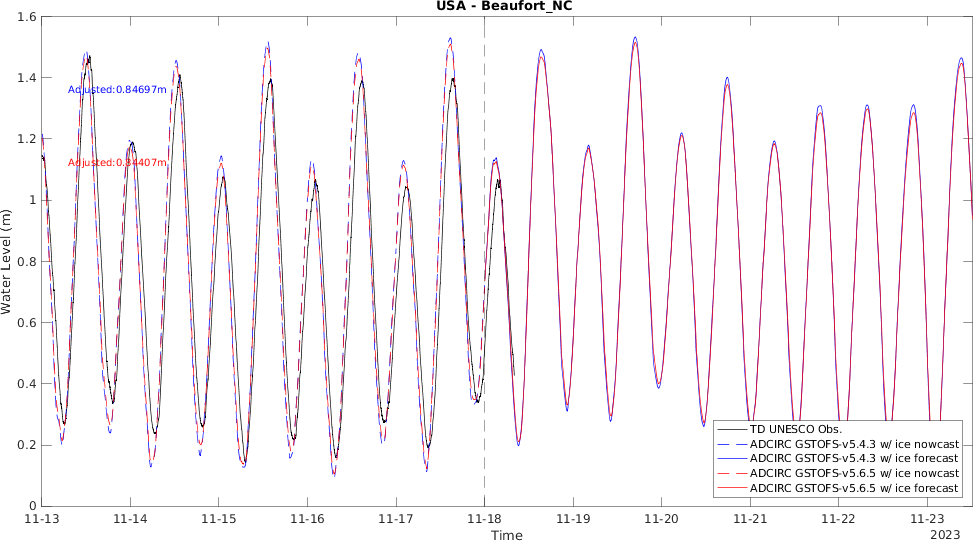 USA - Beaufort_NC
1.6
1.4
1.2
1
0.8
0.6
0.4
0.2
0
Water Level (m)
Adjusted:0.84697m
Adjusted:0.84407m
TD UNESCO Obs.
ADCIRC GSTOFS-v5.4.3 w/ ice nowcast
ADCIRC GSTOFS-v5.4.3 w/ ice forecast
ADCIRC GSTOFS-v5.6.5 w/ ice nowcast
ADCIRC GSTOFS-v5.6.5 w/ ice forecast
11-13 11-14 11-15 11-16 11-17 11-18 11-19 11-20 11-21 11-22 11-23
Time
2023